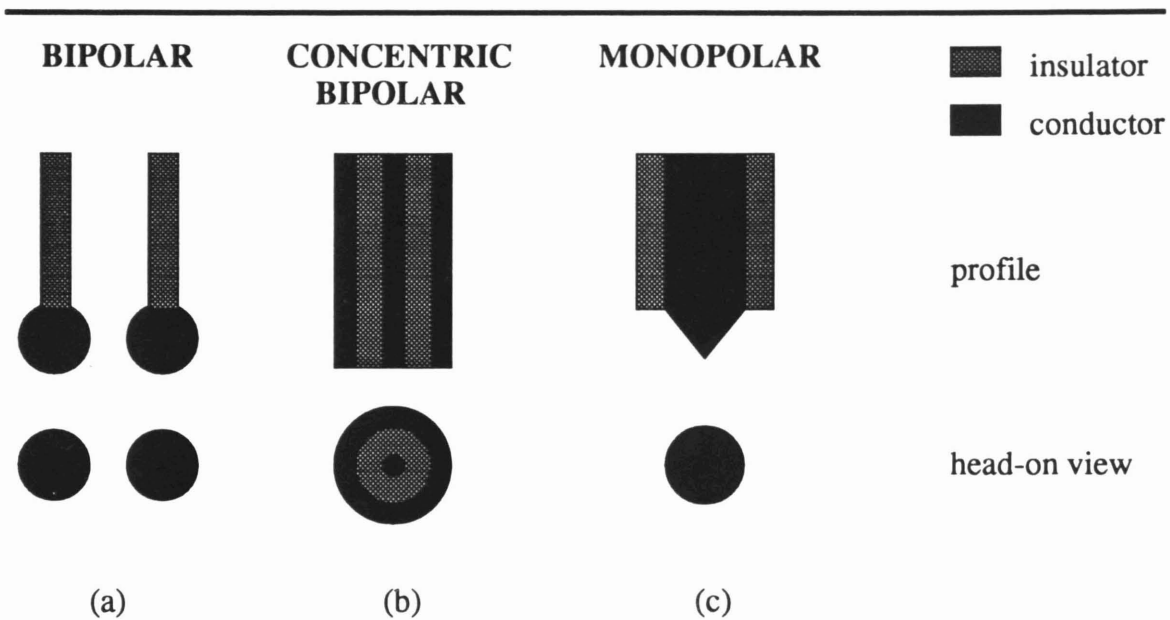 BIPOLAR
CONCENTRIC
BIPOLAR
MONOPOLAR
insulator
conductor
profile
head-on view
(a)
(b)
(c)